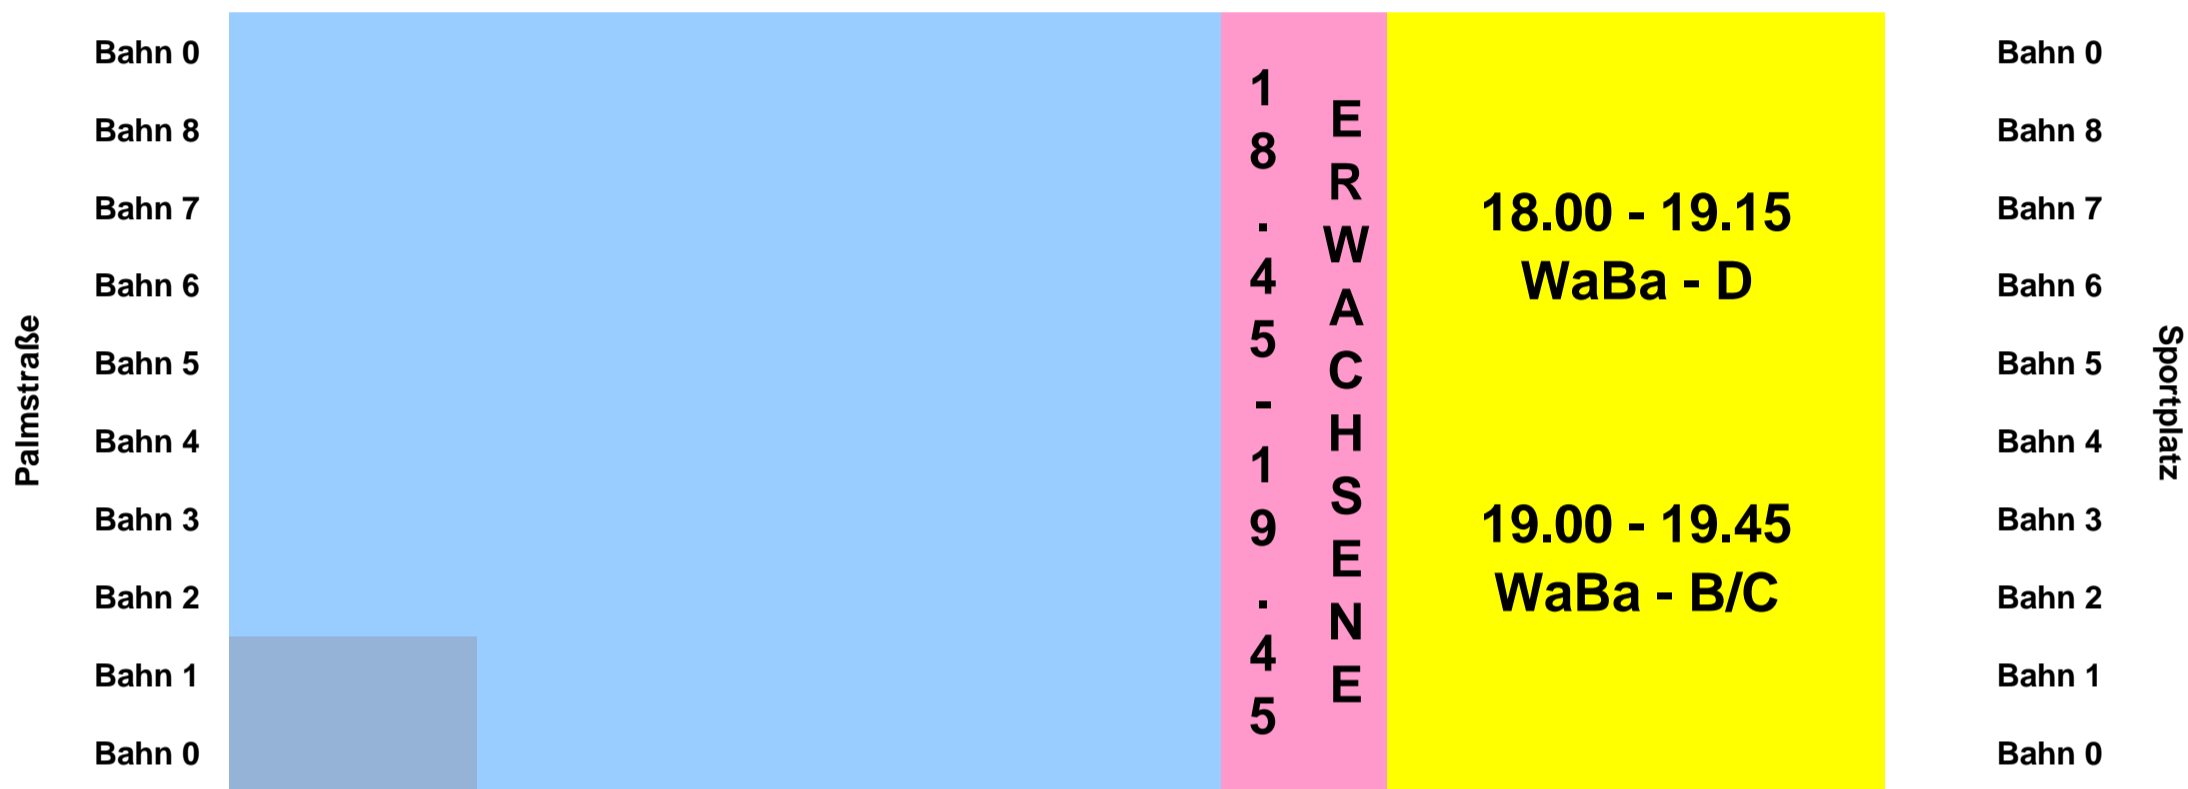 Palmstraße
Bahn 0
Bahn 8
Bahn 7
Bahn 6
Bahn 5
Bahn 4
Bahn 3
Bahn 2
Bahn 1
Bahn 0
18.45-19.45
ERWACHSENE
18.00 - 19.15
WaBa - D
19.00 - 19.45
WaBa - B/C
Bahn 0
Bahn 8
Bahn 7
Bahn 6
Bahn 5
Bahn 4
Bahn 3
Bahn 2
Bahn 1
Bahn 0
Sportplatz